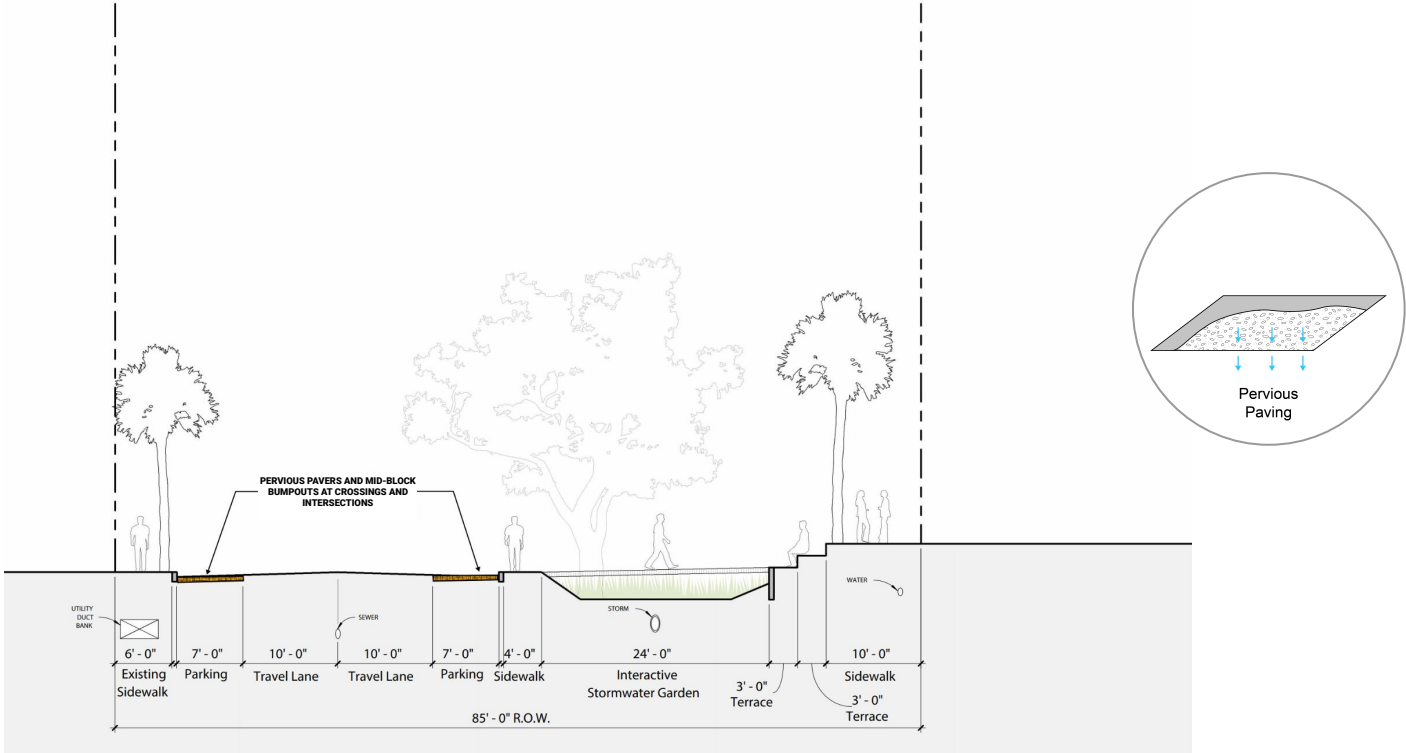 Pervious
Paving
PERVIOUS PAVERS AND MID-BLOCK
BUMPOUTS AT CROSSINGS AND
INTERSECTIONS
UTILITY
DUCT
BANK
SEWER
STORM
WATER
6' - 0"
7' - 0"
10' - 0"
10' - 0"
7' - 0"
4' - 0"
24' - 0"
10' - 0"
Existing
Sidewalk
Parking
Travel Lane
Travel Lane
Parking
Sidewalk
Interactive
Stormwater Garden
3' - 0"
Terrace
3' - 0"
Terrace
Sidewalk
85' - 0" R.O.W.